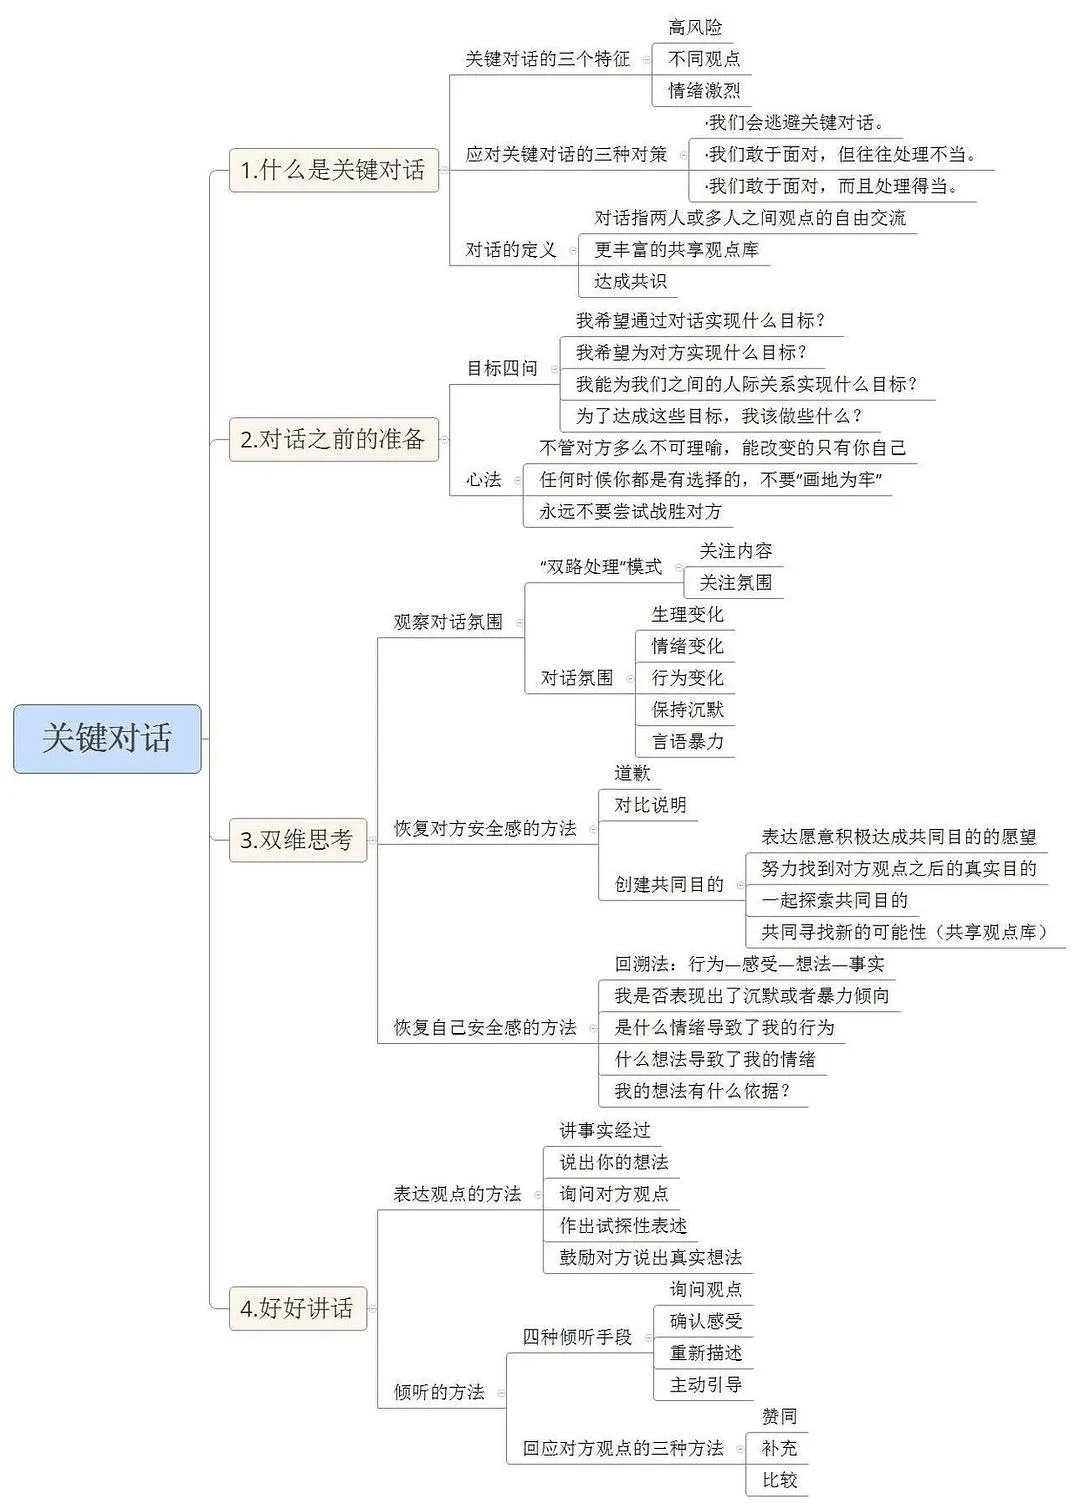 关键对话
1.什么是关键对话
关键对话的三个特征
高风险
不同观点
情绪激烈
应对关键对话的三种对策
·我们会逃避关键对话。
·我们敢于面对，但往往处理不当。
·我们敢于面对，而且处理得当。
对话的定义
对话指两人或多人之间观点的自由交流
更丰富的共享观点库
达成共识
2.对话之前的准备
目标四问
我希望通过对话实现什么目标？
我希望为对方实现什么目标？
我能为我们之间的人际关系实现什么目标？
为了达成这些目标，我该做些什么？
心法
不管对方多么不可理喻，能改变的只有你自己
任何时候你都是有选择的，不要“画地为牢”
永远不要尝试战胜对方
3.双维思考
观察对话氛围
“双路处理”模式
关注内容
关注氛围
对话氛围
生理变化
情绪变化
行为变化
保持沉默
言语暴力
恢复对方安全感的方法
道歉
对比说明
创建共同目的
表达愿意积极达成共同目的的愿望
努力找到对方观点之后的真实目的
一起探索共同目的
共同寻找新的可能性（共享观点库）
恢复自己安全感的方法
回溯法：行为—感受—想法—事实
我是否表现出了沉默或者暴力倾向
是什么情绪导致了我的行为
什么想法导致了我的情绪
我的想法有什么依据？
4.好好讲话
表达观点的方法
讲事实经过
说出你的想法
询问对方观点
作出试探性表述
鼓励对方说出真实想法
倾听的方法
四种倾听手段
询问观点
确认感受
重新描述
主动引导
回应对方观点的三种方法
赞同
补充
比较